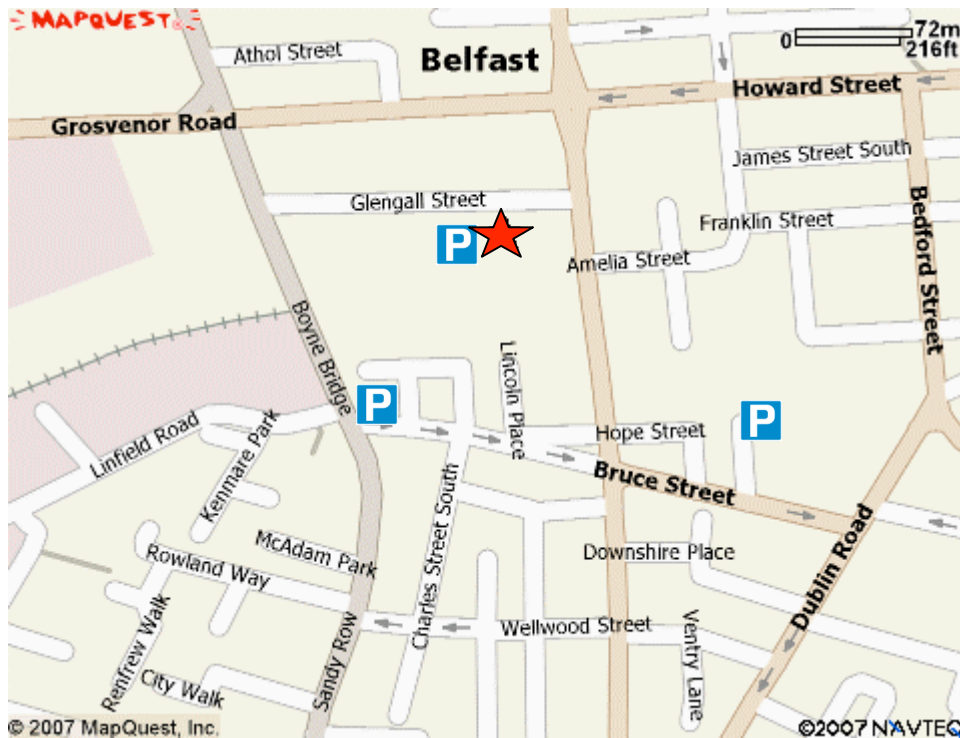 MAPQUEST
Athol Street
Belfast
0
72m
216ft
Howard Street
Grosvenor Road
James Street South
Glengall Street
Franklin Street
Bedford Street
P
Amelia Street
Boyne Bridge
Lincoln Place
P
P
Linfield Road
Kenmare Park
Hope Street
Bruce Street
Charles Street South
McAdam Park
Downshire Place
Dublin Road
Rowland Way
Renfrew Walk
Wellwood Street
Ventry Lane
Sandy Row
City Walk
© 2007 MapQuest, Inc.
©2007 NAVTEQ